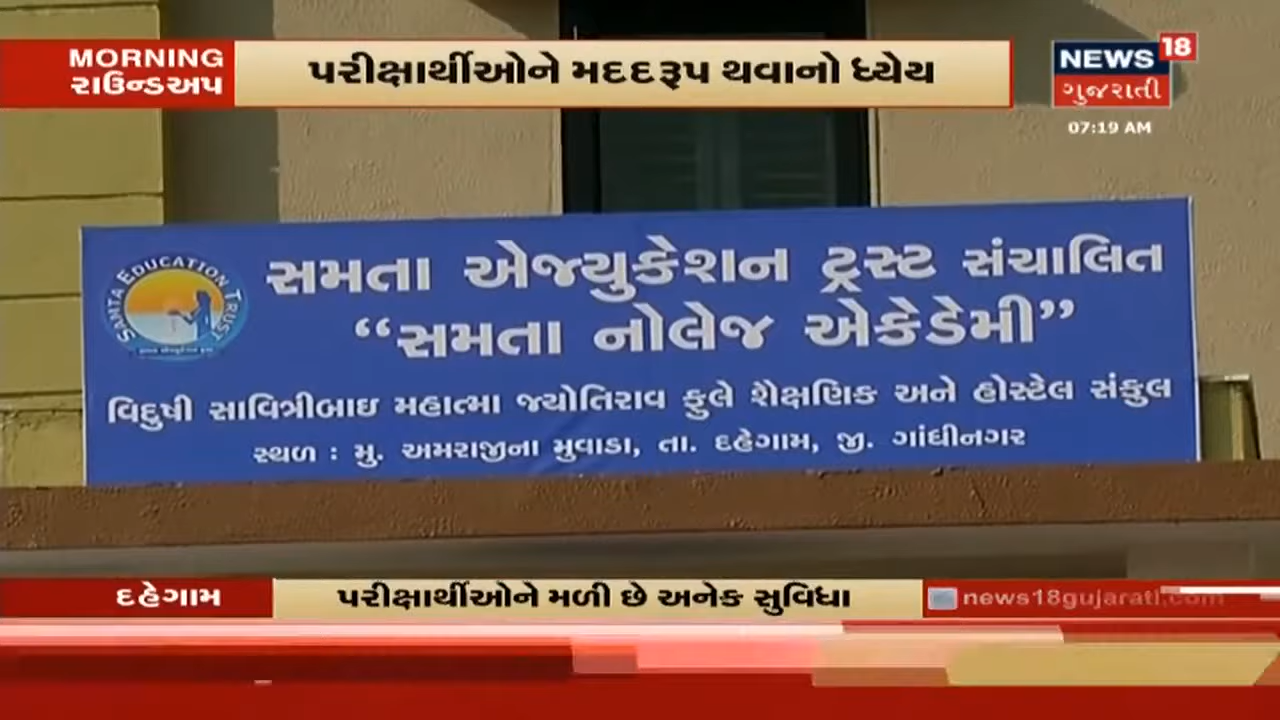 MORNING
રાઉન્ડઅપ
પરીક્ષાર્થીઓને મદદરૂપ થવાનો ધ્યેય
NEWS 18
ગુજરાતી
07:19 AM
SAMTA EDUCATION TRUST
સમતા એજ્યુકેશન ટ્રસ્ટ સંચાલિત
“સમતા નોલેજ એકેડેમી”
વિદુષી સાવિત્રીબાઇ મહાત્મા જ્યોતિરાવ ફુલે શૈક્ષણિક અને હોસ્ટેલ સંકુલ
સ્થળ : મુ. અમરાજીના મુવાડા, તા. દહેગામ, જી. ગાંધીનગર
દહેગામ
પરીક્ષાર્થીઓને મળી છે અનેક સુવિધા
news18gujarati.com